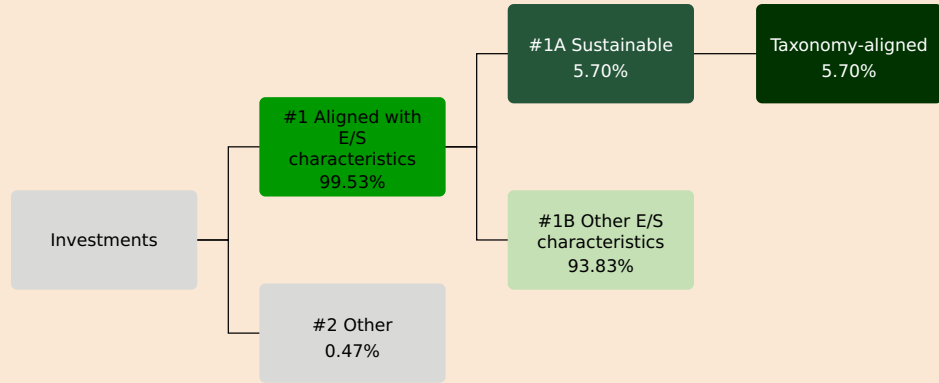 Investments
#1 Aligned with
E/S
characteristics
99.53%
#2 Other
0.47%
#1A Sustainable
5.70%
#1B Other E/S
characteristics
93.83%
Taxonomy-aligned
5.70%